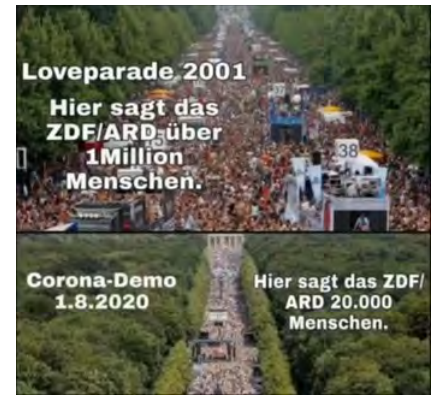 Loveparade 2001
Hier sagt das
ZDF/ARD über
1Million
Menschen.
38
Corona-Demo
1.8.2020
Hier sagt das ZDF/
ARD 20.000
Menschen.